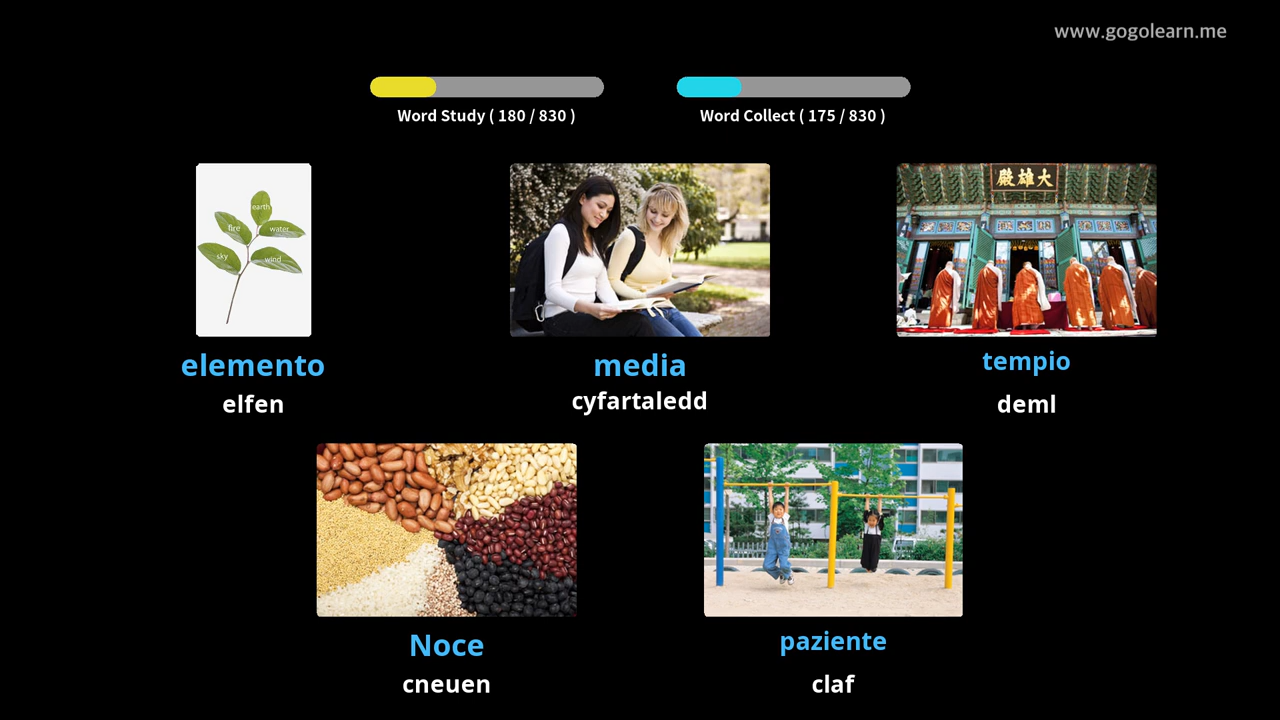 www.gogolearn.me
Word Study ( 180 / 830 )
Word Collect ( 175 / 830 )
earth
fire
water
sky
wind
大雄殿
elemento
elfen
media
cyfartaledd
tempio
deml
Noce
cneuen
paziente
claf